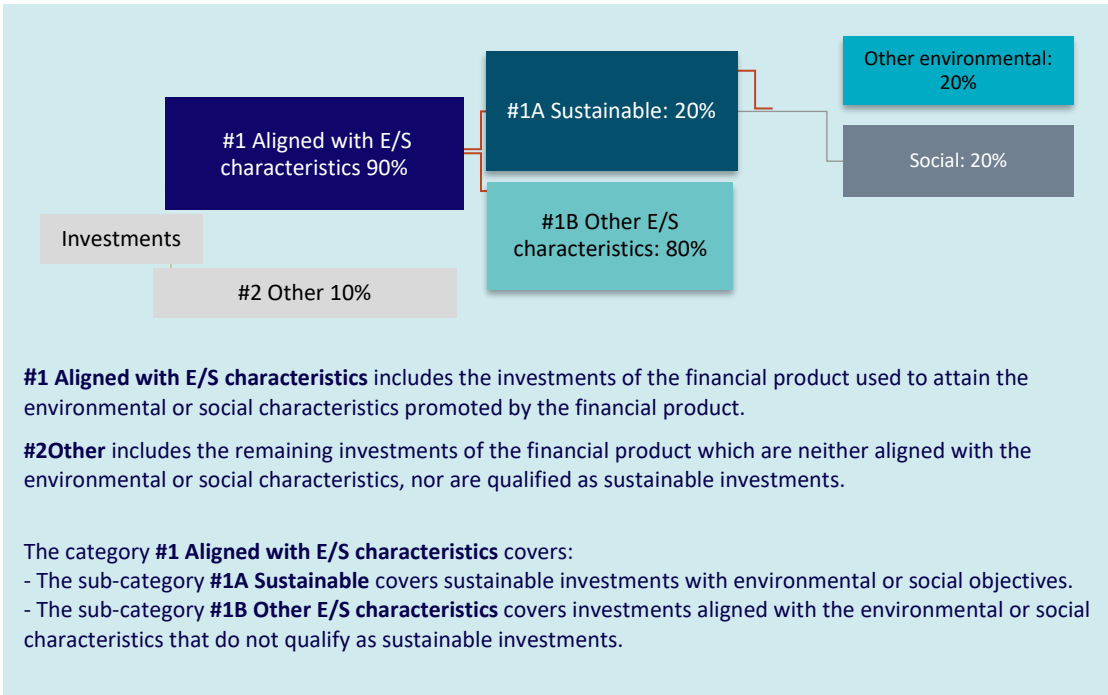 Other environmental:
20%
#1A Sustainable: 20%
#1 Aligned with E/S
characteristics 90%
Social: 20%
#1B Other E/S
characteristics: 80%
Investments
#2 Other 10%
#1 Aligned with E/S characteristics includes the investments of the financial product used to attain the
environmental or social characteristics promoted by the financial product.
#2Other includes the remaining investments of the financial product which are neither aligned with the
environmental or social characteristics, nor are qualified as sustainable investments.
The category #1 Aligned with E/S characteristics covers:
- The sub-category #1A Sustainable covers sustainable investments with environmental or social objectives.
- The sub-category #1B Other E/S characteristics covers investments aligned with the environmental or social
characteristics that do not qualify as sustainable investments.